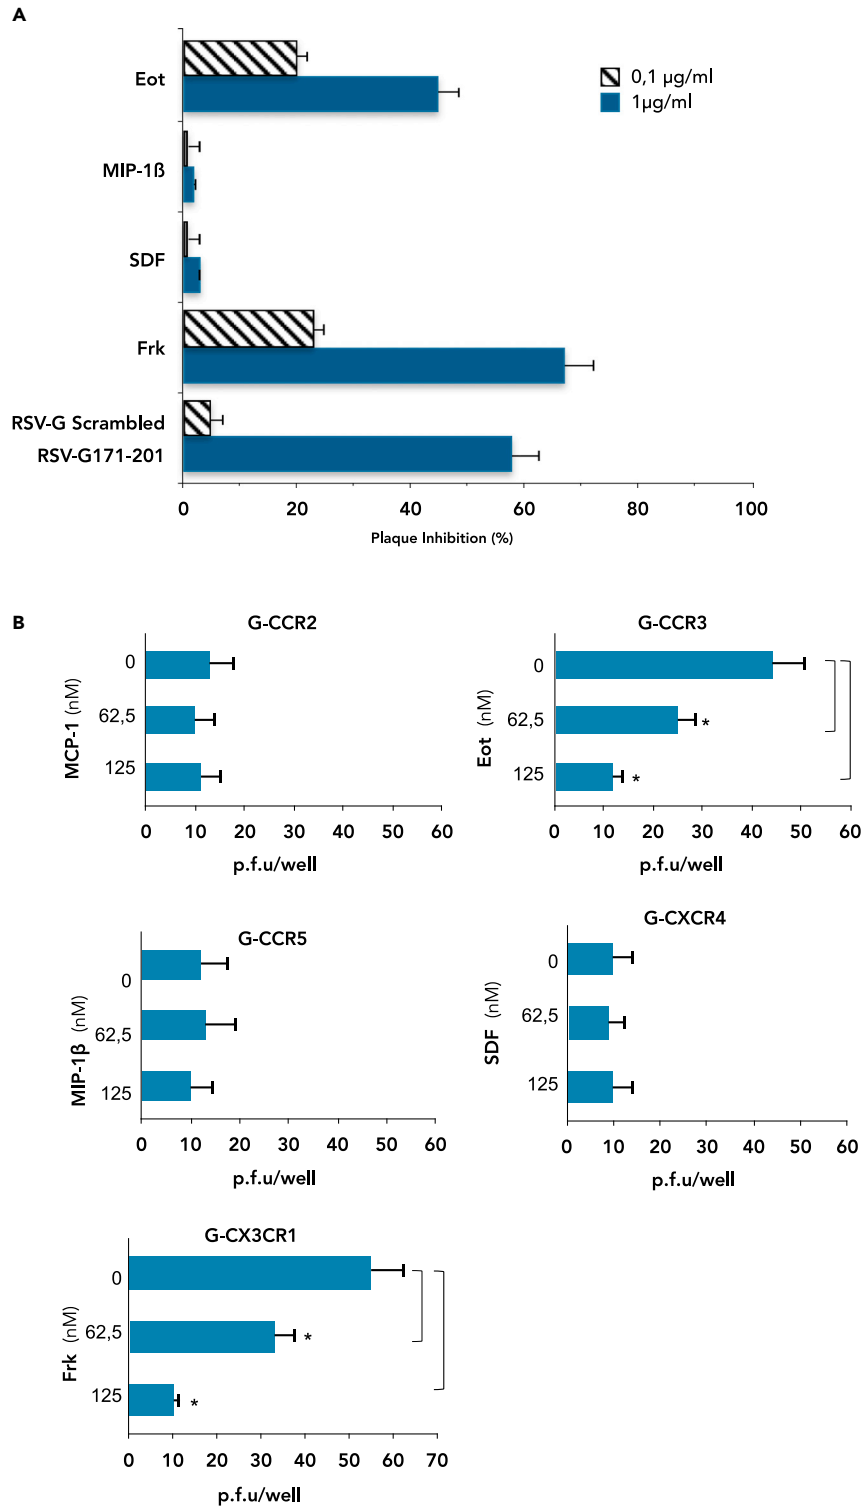 A
Eot
MIP-1ß
SDF
Frk
RSV-G Scrambled
RSV-G171-201
0,1 µg/ml
1µg/ml
0 20 40 60 80 100
Plaque Inhibition (%)
B
G-CCR2
MCP-1 (nM)
0
62,5
125
0 10 20 30 40 50 60
p.f.u/well
G-CCR3
Eot (nM)
0
62,5
*
125
*
0 10 20 30 40 50 60
p.f.u/well
G-CCR5
MIP-1β (nM)
0
62,5
125
0 10 20 30 40 50 60
p.f.u/well
G-CXCR4
SDF (nM)
0
62,5
125
0 10 20 30 40 50 60
p.f.u/well
G-CX3CR1
Frk (nM)
0
62,5
*
125
*
0 10 20 30 40 50 60 70
p.f.u/well